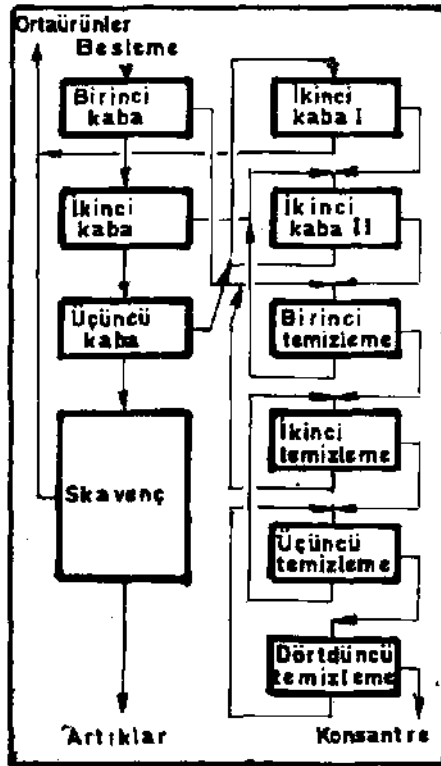 Ortaürünler
Besleme
Birinci
kaba
İkinci
kaba
Üçüncü
kaba
Skavenç
Artıklar
İkinci
kaba I
İkinci
kaba II
Birinci
temizleme
İkinci
temizleme
Üçüncü
temizleme
Dörtdüncü
temizleme
Konsantre